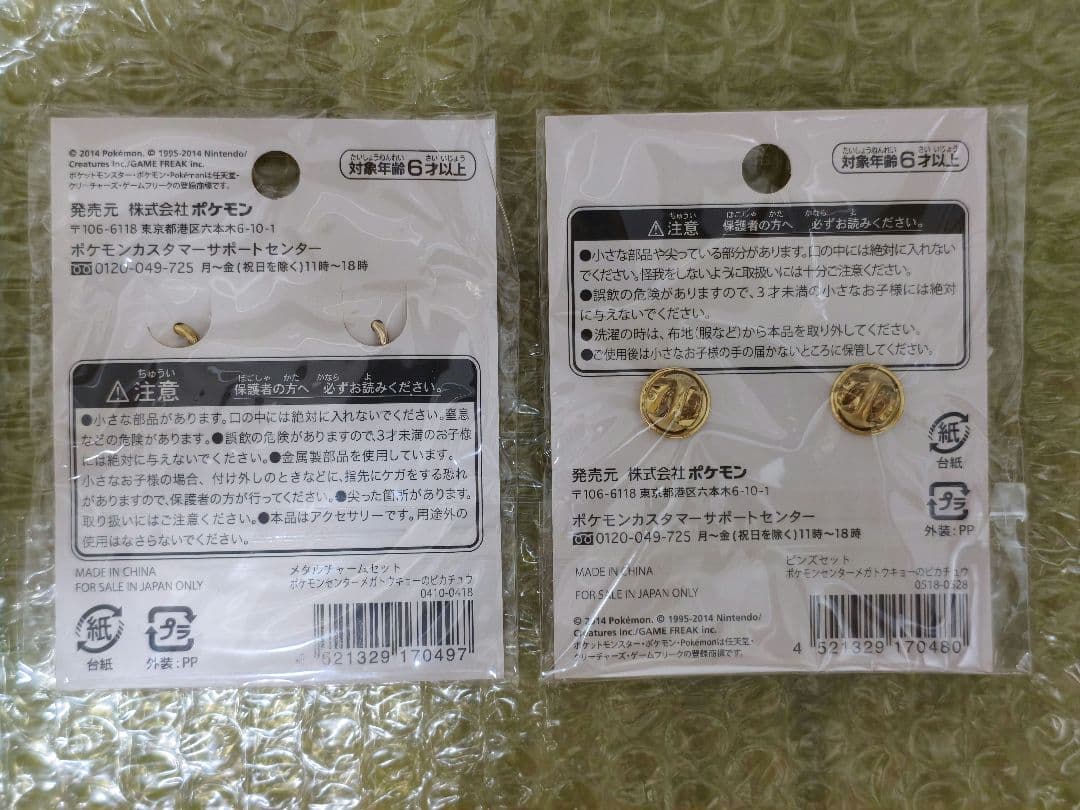 © 2014 Pokémon. © 1995-2014 Nintendo/
Creatures Inc./GAME FREAK inc.
ポケットモンスター・ポケモン・Pokémonは任天堂・
クリーチャーズ・ゲームフリークの登録商標です。
たいしょうねんれい さいいじょう
対象年齢6才以上
発売元 株式会社ポケモン
〒106-6118 東京都港区六本木6-10-1
ポケモンカスタマーサポートセンター
0120-049-725 月〜金(祝日を除く)11時〜18時
ちゅうい ほごしゃ かた かなら よ
⚠注意 保護者の方へ 必ずお読みください。
●小さな部品があります。口の中には絶対に入れないでください。窒息
などの危険があります。●誤飲の危険がありますので、3才未満のお子様
には絶対に与えないでください。●金属製部品を使用しています。
小さなお子様の場合、付け外しのときなどに、指先にケガをする恐れ
がありますので、保護者の方が行ってください。●尖った箇所があります。
取り扱いにはご注意ください。●本品はアクセサリーです。用途外の
使用はなさらないでください。
MADE IN CHINA
FOR SALE IN JAPAN ONLY
メタルチャームセット
ポケモンセンターメガトウキョーのピカチュウ
0410-0418
紙
台紙
プラ
外装:PP
4 521329 170497
たいしょうねんれい さいいじょう
対象年齢6才以上
ちゅうい ほごしゃ かた かなら よ
⚠注意 保護者の方へ 必ずお読みください。
●小さな部品や尖っている部分があります。口の中には絶対に入れない
でください。怪我をしないように取扱いには十分ご注意ください。
●誤飲の危険がありますので、3才未満の小さなお子様には絶対
に与えないでください。
●洗濯の時は、布地(服など)から本品を取り外してください。
●ご使用後は小さなお子様の手の届かないところに保管してください。
紙
台紙
プラ
外装:PP
発売元 株式会社ポケモン
〒106-6118 東京都港区六本木6-10-1
ポケモンカスタマーサポートセンター
0120-049-725 月〜金(祝日を除く)11時〜18時
MADE IN CHINA
FOR SALE IN JAPAN ONLY
ピンズセット
ポケモンセンターメガトウキョーのピカチュウ
0518-0528
© 2014 Pokémon. © 1995-2014 Nintendo/
Creatures Inc./GAME FREAK inc.
ポケットモンスター・ポケモン・Pokémonは任天堂・
クリーチャーズ・ゲームフリークの登録商標です。
4 521329 170480